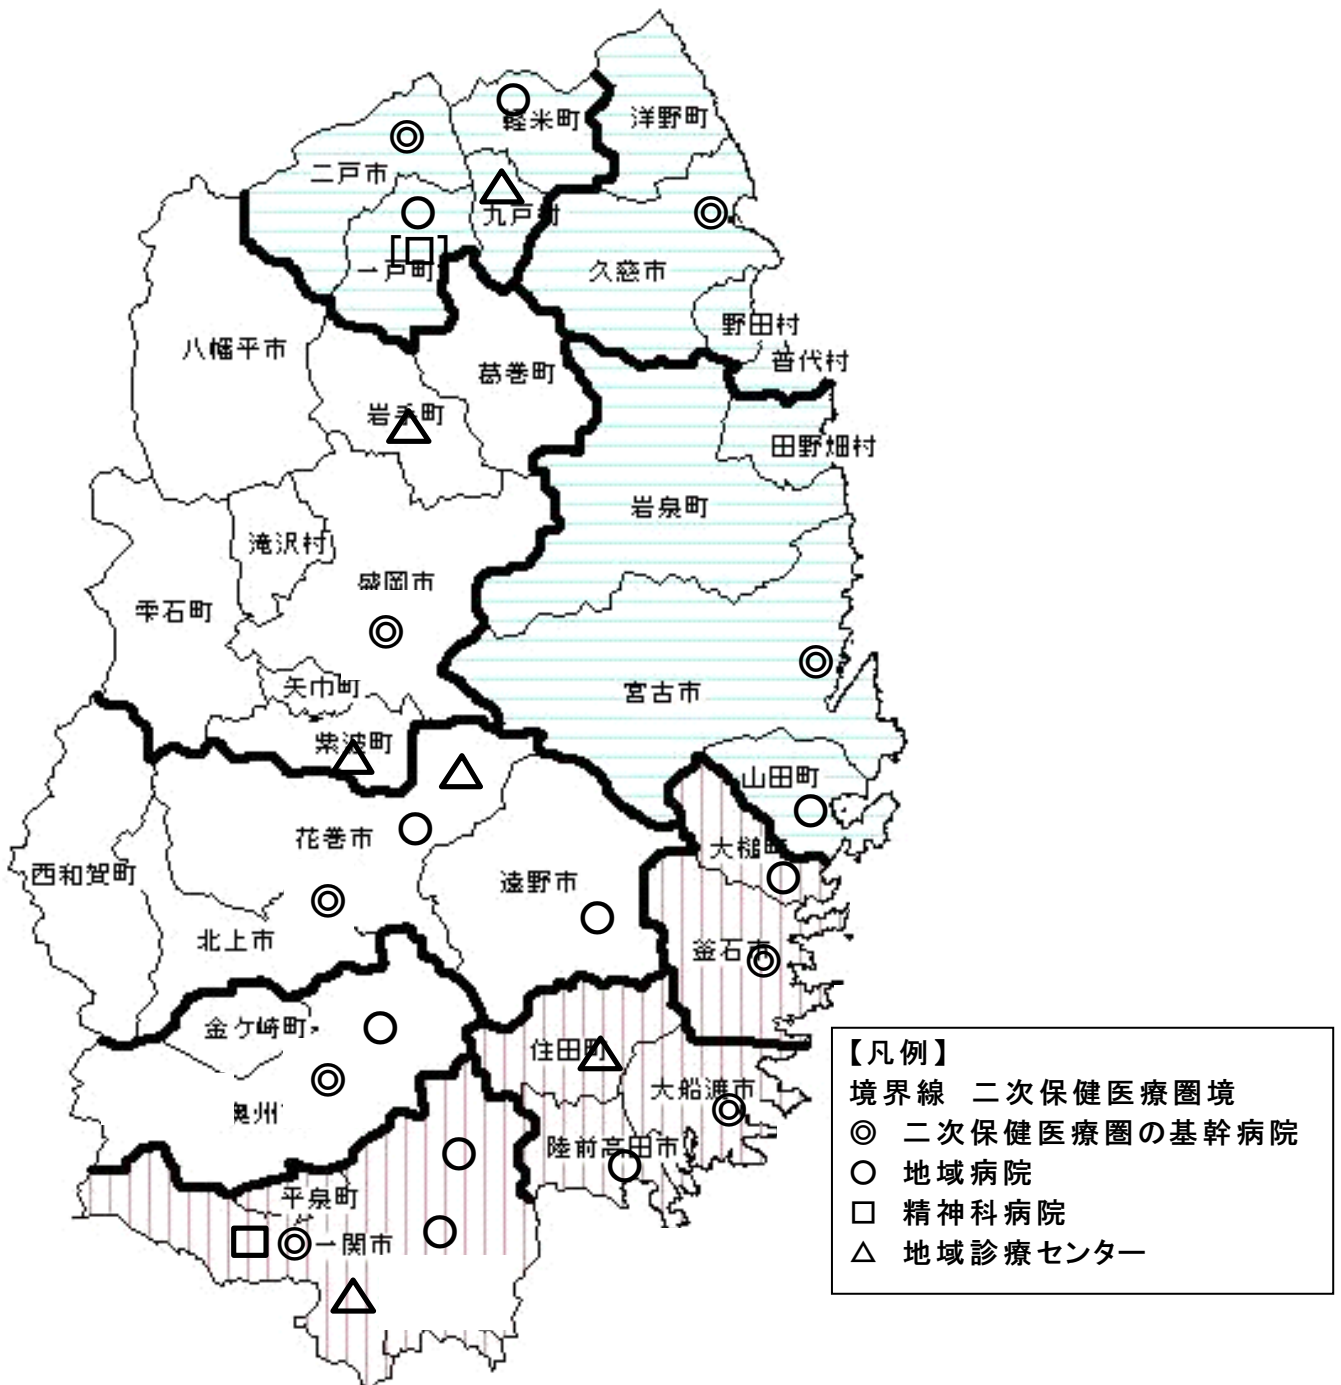 洋野町
軽米町
二戸市
九戸村
久慈市
[ ]
一戸町
野田村
八幡平市
普代村
葛巻町
岩手町
田野畑村
岩泉町
滝沢村
盛岡市
雫石町
矢巾町
宮古市
紫波町
山田町
花巻市
大槌町
西和賀町
遠野市
北上市
釜石市
金ケ崎町
住田町
大船渡市
奥州
陸前高田市
平泉町
一関市
【凡例】
境界線 二次保健医療圏境
◎ 二次保健医療圏の基幹病院
○ 地域病院
□ 精神科病院
△ 地域診療センター